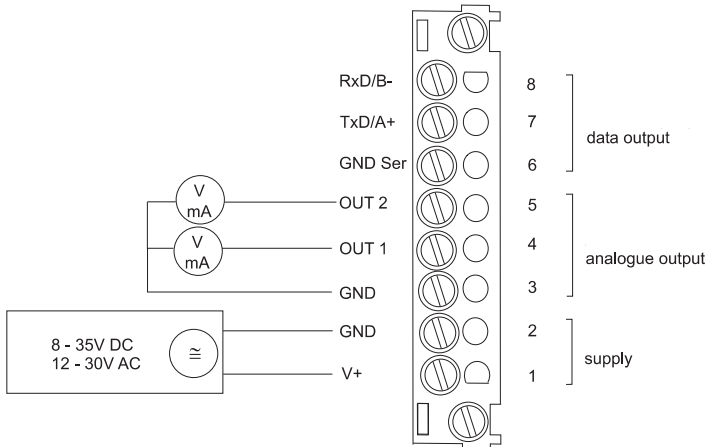 RxD/B- 8
TxD/A+ 7
data output
GND Ser 6
V
mA
OUT 2 5
V
mA
OUT 1 4
analogue output
GND 3
GND 2
8 - 35V DC
12 - 30V AC
≅
supply
V+ 1